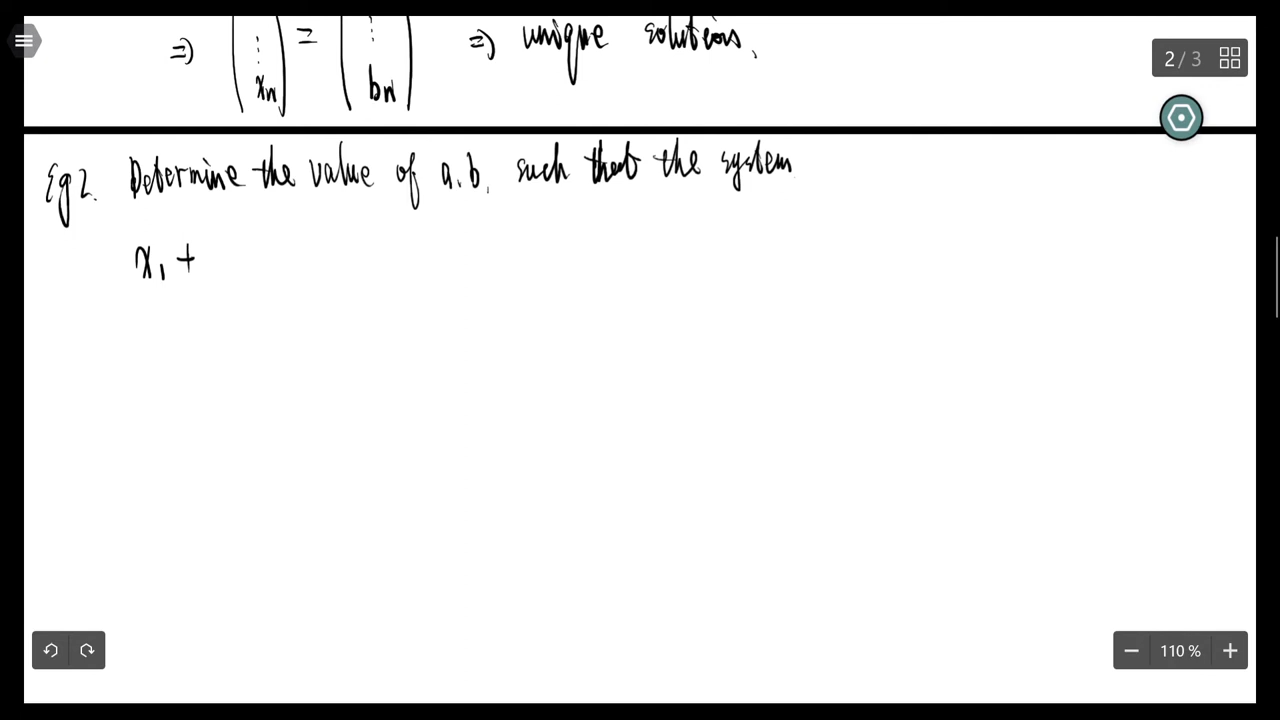 ⋮ ⋮
⇒ ( xn ) = ( bn ) ⇒ unique solutions.
2 / 3
Eg 2. Determine the value of a.b. such that the system
x₁ +
110 %